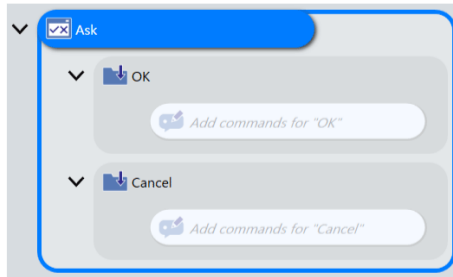 Ask
OK
Add commands for "OK"
Cancel
Add commands for "Cancel"